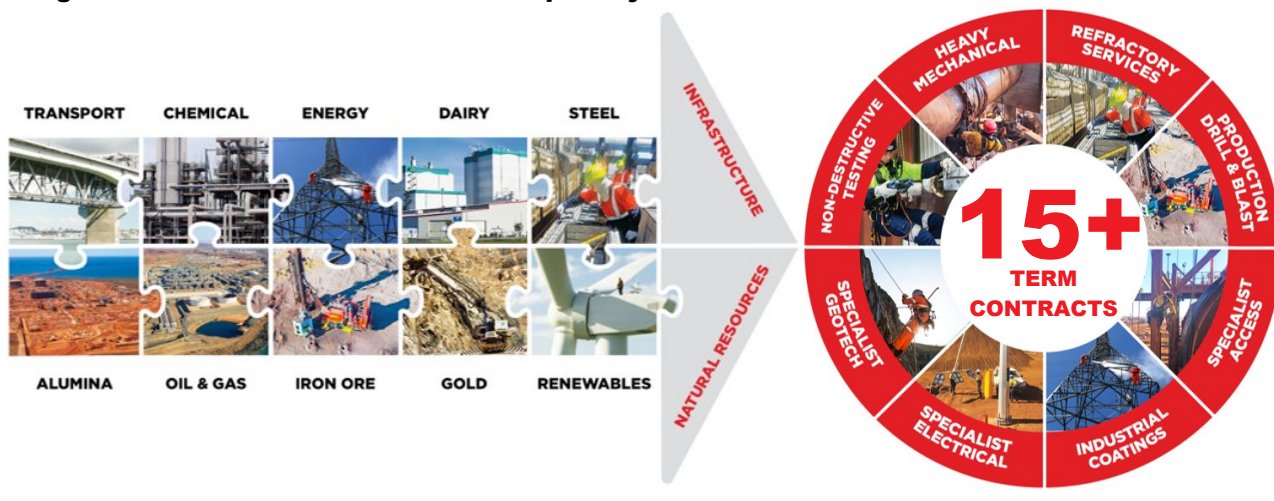 TRANSPORT CHEMICAL ENERGY DAIRY STEEL
ALUMINA OIL & GAS IRON ORE GOLD RENEWABLES
INFRASTRUCTURE
NATURAL RESOURCES
HEAVY
MECHANICAL
REFRACTORY
SERVICES
PRODUCTION
DRILL & BLAST
SPECIALIST
ACCESS
INDUSTRIAL
COATINGS
SPECIALIST
ELECTRICAL
SPECIALIST
GEOTECH
NON-DESTRUCTIVE
TESTING
15+
TERM
CONTRACTS